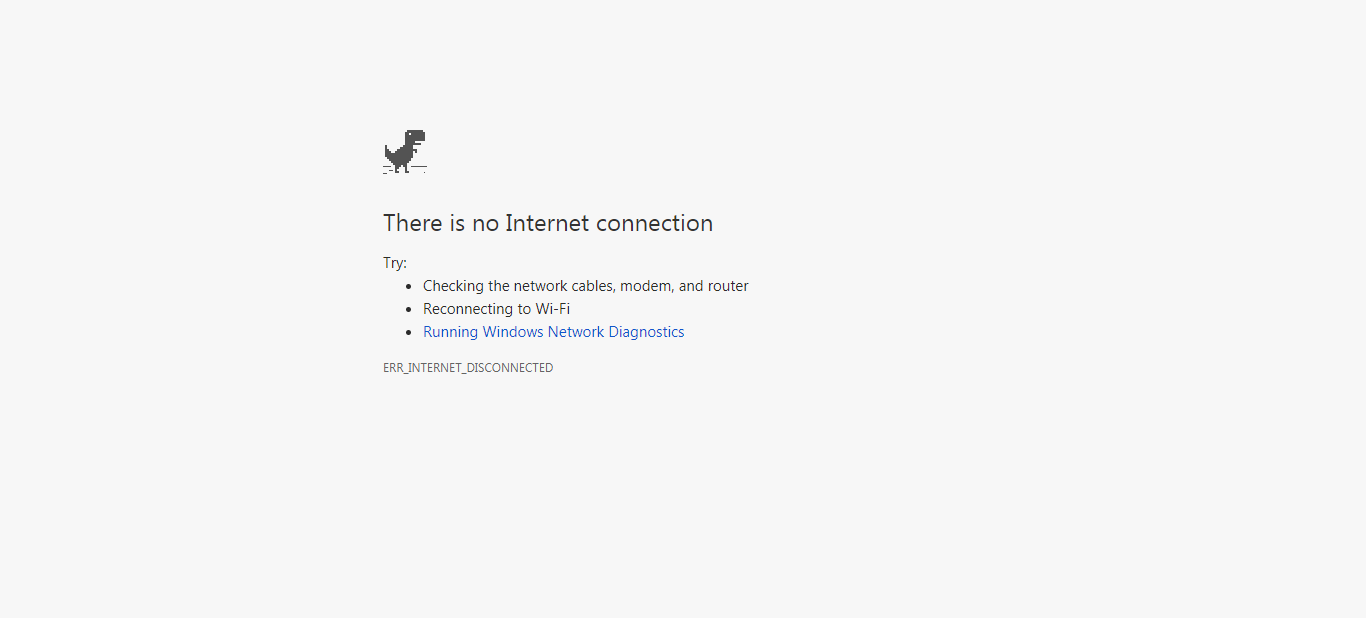 There is no Internet connection
Try:
Checking the network cables, modem, and router
Reconnecting to Wi-Fi
Running Windows Network Diagnostics
ERR_INTERNET_DISCONNECTED